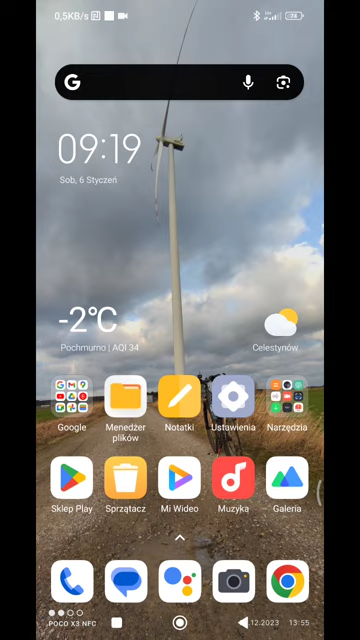 0,5KB/s
09:19
Sob, 6 Styczeń
-2°C
Pochmurno | AQI 34
Celestynów
Google
Menedżer plików
Notatki
Ustawienia
Narzędzia
Sklep Play
Sprzątacz
Mi Wideo
Muzyka
Galeria
POCO X3 NFC
12.2023 13:55